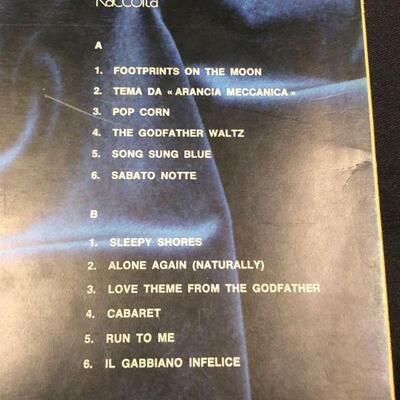 Raccolta
A
1. FOOTPRINTS ON THE MOON
2. TEMA DA « ARANCIA MECCANICA »
3. POP CORN
4. THE GODFATHER WALTZ
5. SONG SUNG BLUE
6. SABATO NOTTE
B
1. SLEEPY SHORES
2. ALONE AGAIN (NATURALLY)
3. LOVE THEME FROM THE GODFATHER
4. CABARET
5. RUN TO ME
6. IL GABBIANO INFELICE